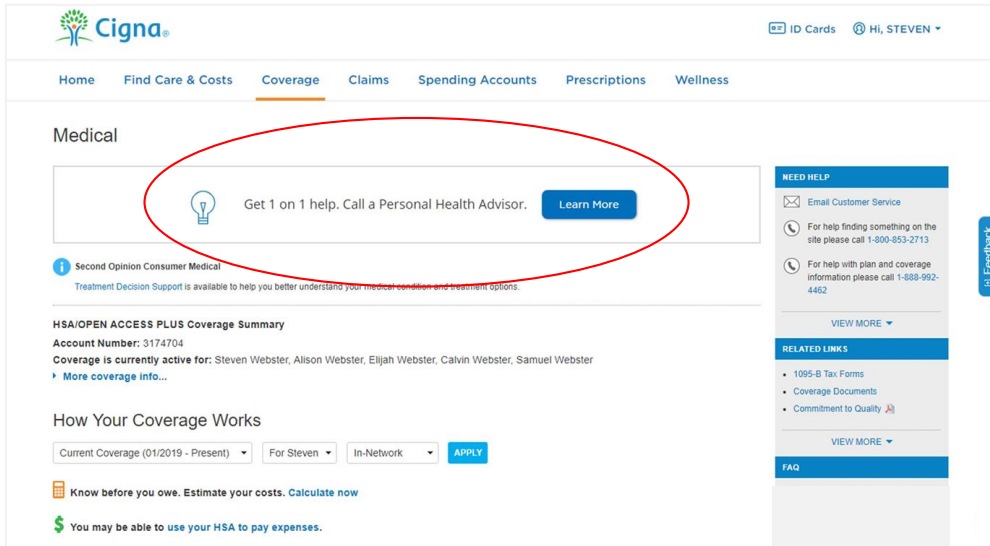 Cigna®
ID Cards
Hi, STEVEN
Home Find Care & Costs Coverage Claims Spending Accounts Prescriptions Wellness
Medical
Get 1 on 1 help. Call a Personal Health Advisor.
Learn More
Second Opinion Consumer Medical
Treatment Decision Support is available to help you better understand your medical condition and treatment options.
HSA/OPEN ACCESS PLUS Coverage Summary
Account Number: 3174704
Coverage is currently active for: Steven Webster, Alison Webster, Elijah Webster, Calvin Webster, Samuel Webster
More coverage info...
How Your Coverage Works
Current Coverage (01/2019 - Present) For Steven In-Network APPLY
Know before you owe. Estimate your costs. Calculate now
$ You may be able to use your HSA to pay expenses.
NEED HELP
Email Customer Service
For help finding something on the
site please call 1-800-853-2713
For help with plan and coverage
information please call 1-888-992-
4462
VIEW MORE
RELATED LINKS
• 1095-B Tax Forms
• Coverage Documents
• Commitment to Quality
VIEW MORE
FAQ
Feedback